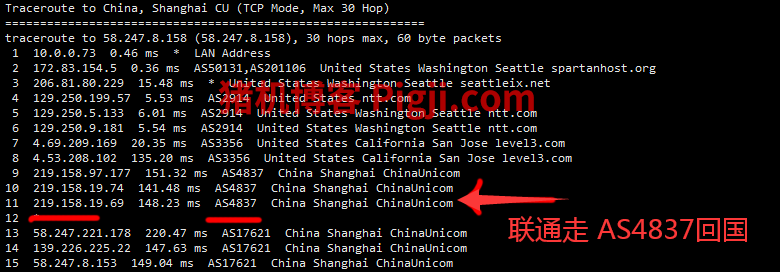 Traceroute to China, Shanghai CU (TCP Mode, Max 30 Hop)
============================================================
traceroute to 58.247.8.158 (58.247.8.158), 30 hops max, 60 byte packets
1 10.0.0.73 0.46 ms * LAN Address
2 172.83.154.5 0.36 ms AS50131,AS201106 United States Washington Seattle spartanhost.org
3 206.81.80.229 15.48 ms * United States Washington Seattle seattleix.net
4 129.250.199.57 5.53 ms AS2914 United States ntt.com
5 129.250.5.133 6.01 ms AS2914 United States Washington Seattle ntt.com
6 129.250.9.181 5.54 ms AS2914 United States Washington Seattle ntt.com
7 4.69.209.169 20.35 ms AS3356 United States California San Jose level3.com
8 4.53.208.102 135.20 ms AS3356 United States California San Jose level3.com
9 219.158.97.177 151.32 ms AS4837 China Shanghai ChinaUnicom
10 219.158.19.74 141.48 ms AS4837 China Shanghai ChinaUnicom
11 219.158.19.69 148.23 ms AS4837 China Shanghai ChinaUnicom
12 *
13 58.247.221.178 220.47 ms AS17621 China Shanghai ChinaUnicom
14 139.226.225.22 147.63 ms AS17621 China Shanghai ChinaUnicom
15 58.247.8.153 149.04 ms AS17621 China Shanghai ChinaUnicom
猪机博客 Pigji.com
联通走 AS4837回国